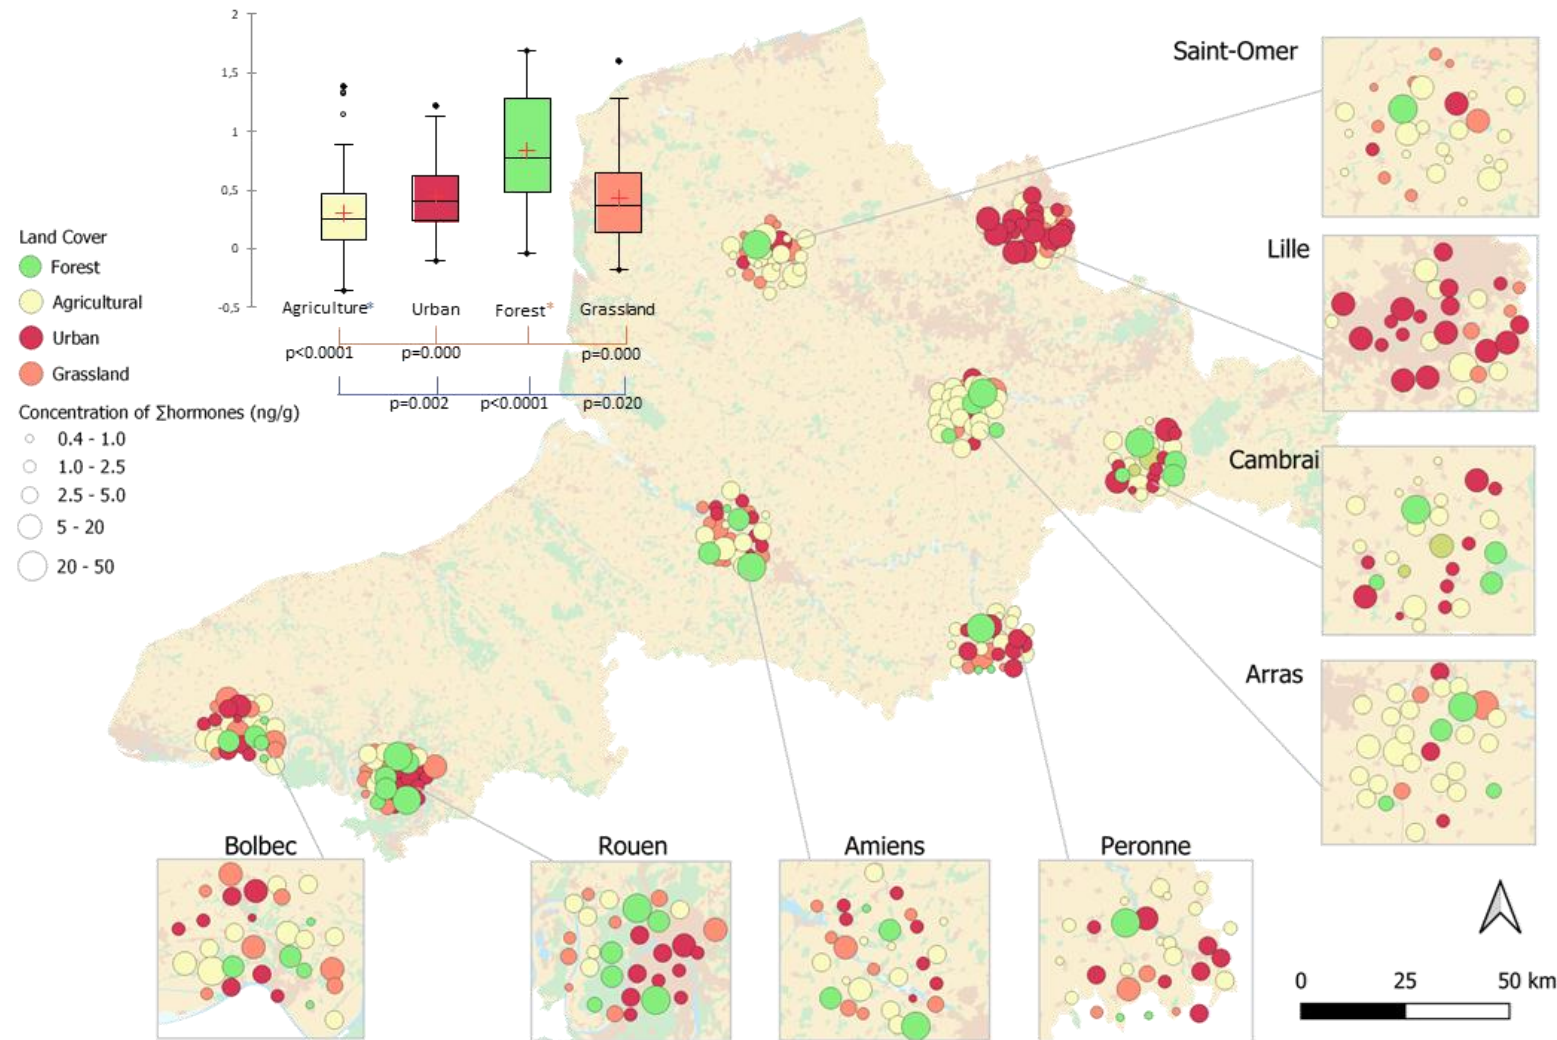 2
1,5
1
0,5
0
-0,5
Agriculture* Urban Forest* Grassland
p<0.0001 p=0.000 p=0.000
p=0.002 p<0.0001 p=0.020
Land Cover
Forest
Agricultural
Urban
Grassland
Concentration of Σhormones (ng/g)
0.4 - 1.0
1.0 - 2.5
2.5 - 5.0
5 - 20
20 - 50
Saint-Omer
Lille
Cambrai
Arras
Bolbec Rouen Amiens Peronne
0 25 50 km